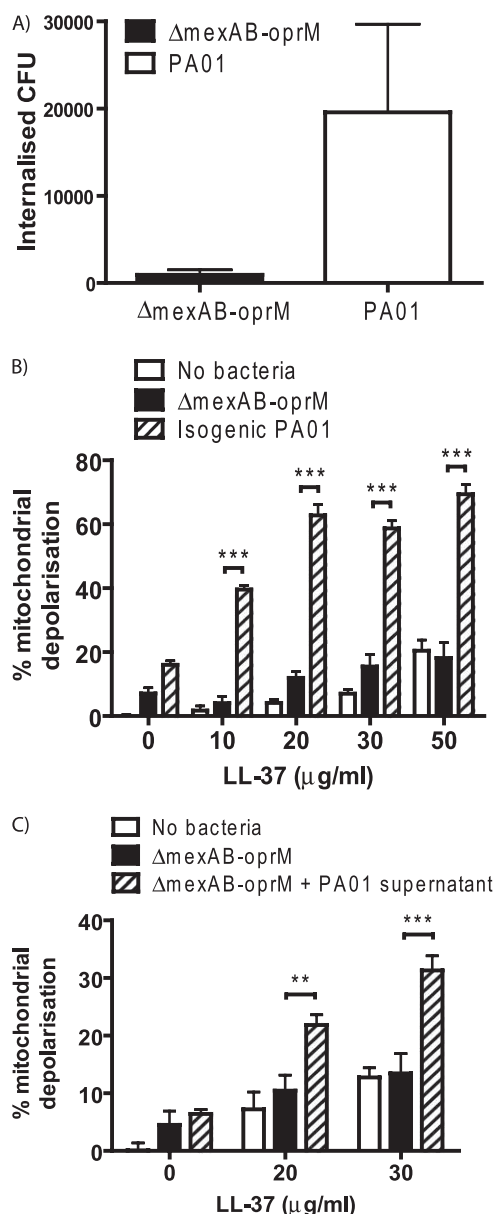 A)
ΔmexAB-oprM
PA01
Internalised CFU
30000
20000
10000
0
ΔmexAB-oprM PA01
B)
No bacteria
ΔmexAB-oprM
Isogenic PA01
% mitochondrial
depolarisation
80
60
40
20
0
*** *** *** ***
0 10 20 30 50
LL-37 (μg/ml)
C)
No bacteria
ΔmexAB-oprM
ΔmexAB-oprM + PA01 supernatant
% mitochondrial
depolarisation
40
30
20
10
0
** ***
0 20 30
LL-37 (μg/ml)